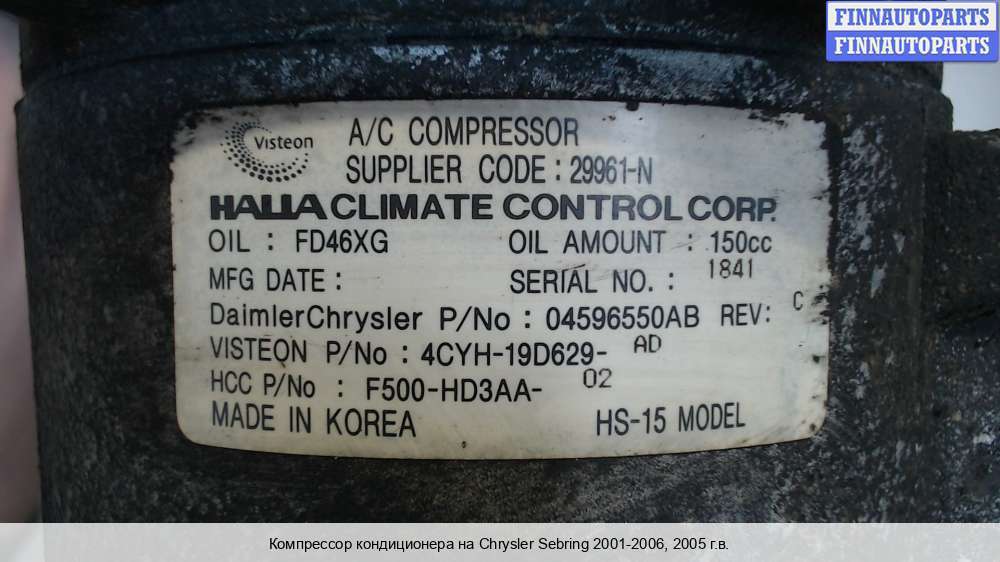 FINNAUTOPARTS
FINNAUTOPARTS
Visteon
A/C COMPRESSOR
SUPPLIER CODE : 29961-N
HALLA CLIMATE CONTROL CORP.
OIL : FD46XG OIL AMOUNT : 150cc
MFG DATE : SERIAL NO. : 1841
DaimlerChrysler P/No : 04596550AB REV: C
VISTEON P/No : 4CYH-19D629- AD
HCC P/No : F500-HD3AA- 02
MADE IN KOREA HS-15 MODEL
Компрессор кондиционера на Chrysler Sebring 2001-2006, 2005 г.в.